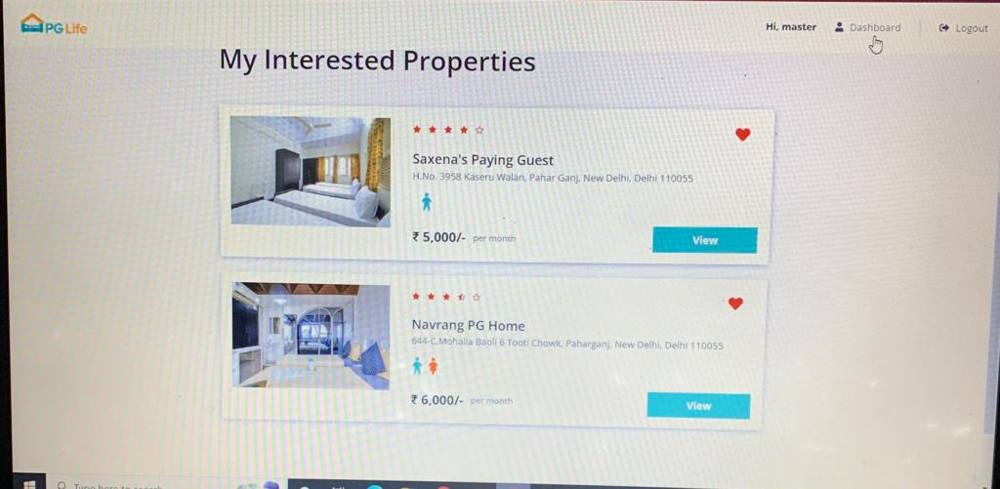 PG Life
Hi, master Dashboard Logout
My Interested Properties
Saxena's Paying Guest
H.No. 3958 Kaseru Walan, Pahar Ganj, New Delhi, Delhi 110055
₹ 5,000/- per month
View
Navrang PG Home
644-C,Mohalla Baoli 6 Tooti Chowk, Paharganj, New Delhi, Delhi 110055
₹ 6,000/- per month
View
Type here to search